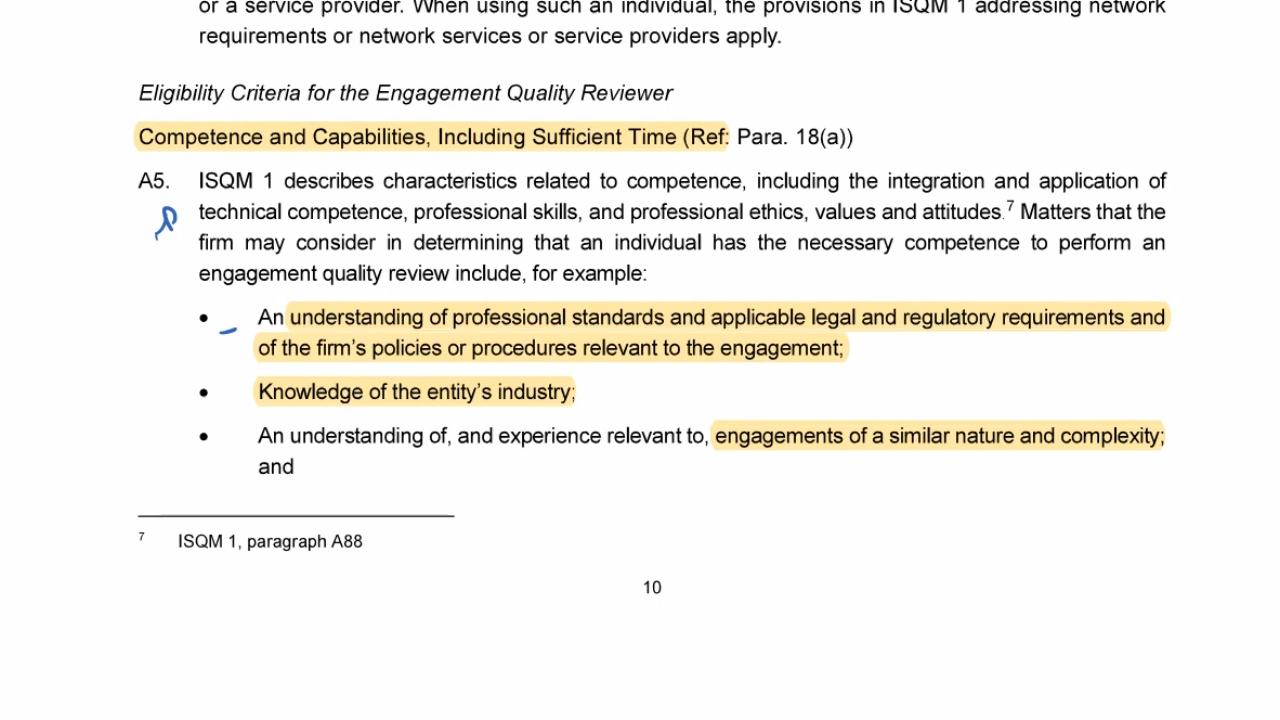 or a service provider. When using such an individual, the provisions in ISQM 1 addressing network
requirements or network services or service providers apply.
Eligibility Criteria for the Engagement Quality Reviewer
Competence and Capabilities, Including Sufficient Time (Ref: Para. 18(a))
A5. ISQM 1 describes characteristics related to competence, including the integration and application of
technical competence, professional skills, and professional ethics, values and attitudes.7 Matters that the
firm may consider in determining that an individual has the necessary competence to perform an
engagement quality review include, for example:
• An understanding of professional standards and applicable legal and regulatory requirements and
of the firm's policies or procedures relevant to the engagement;
• Knowledge of the entity's industry;
• An understanding of, and experience relevant to, engagements of a similar nature and complexity;
and
7 ISQM 1, paragraph A88
10